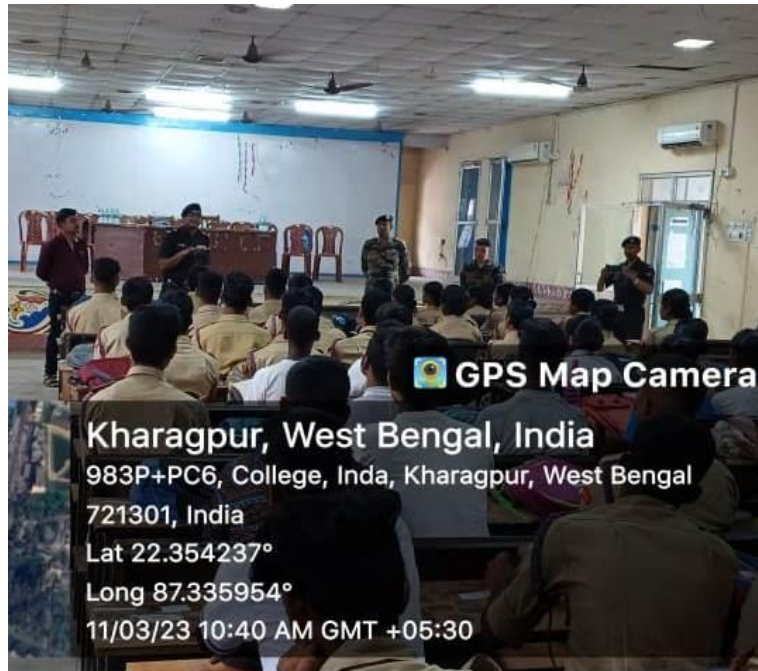 GPS Map Camera
Kharagpur, West Bengal, India
983P+PC6, College, Inda, Kharagpur, West Bengal
721301, India
Lat 22.354237°
Long 87.335954°
11/03/23 10:40 AM GMT +05:30